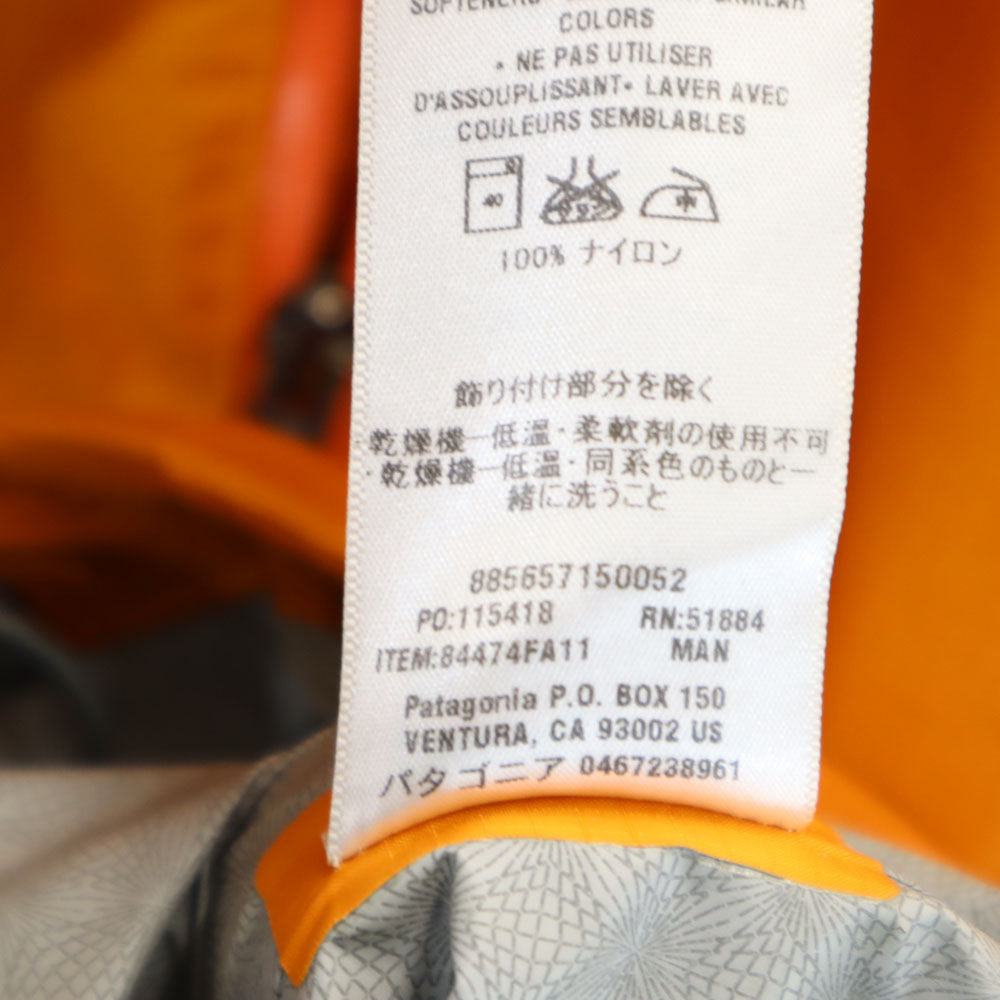 SOFTENERS
SIMILAR
COLORS
• NE PAS UTILISER
D'ASSOUPLISSANT• LAVER AVEC
COULEURS SEMBLABLES
40
中
100% ナイロン
飾り付け部分を除く
乾燥機ー低温・柔軟剤の使用不可
・乾燥機ー低温・同系色のものと一
緒に洗うこと
885657150052
PO:115418 RN:51884
ITEM:84474FA11 MAN
Patagonia P.O. BOX 150
VENTURA, CA 93002 US
パタゴニア 0467238961